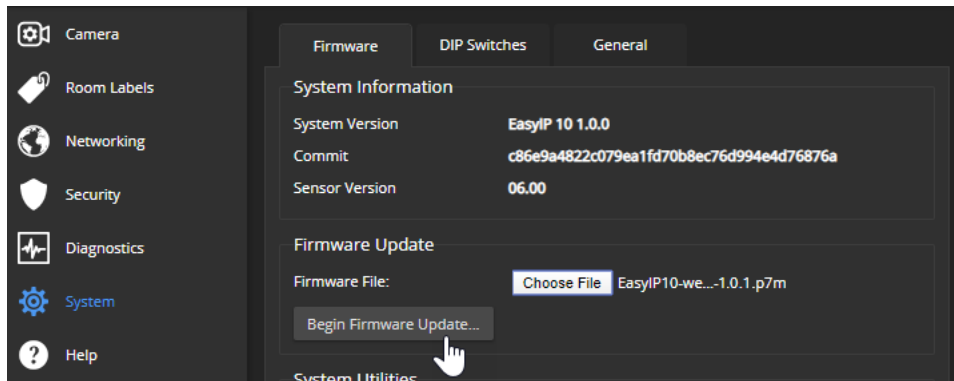 Camera
Room Labels
Networking
Security
Diagnostics
System
Help
Firmware DIP Switches General
System Information
System Version EasyIP 10 1.0.0
Commit c86e9a4822c079ea1fd70b8ec76d994e4d76876a
Sensor Version 06.00
Firmware Update
Firmware File: Choose File EasyIP10-we...-1.0.1.p7m
Begin Firmware Update...
System Utilities